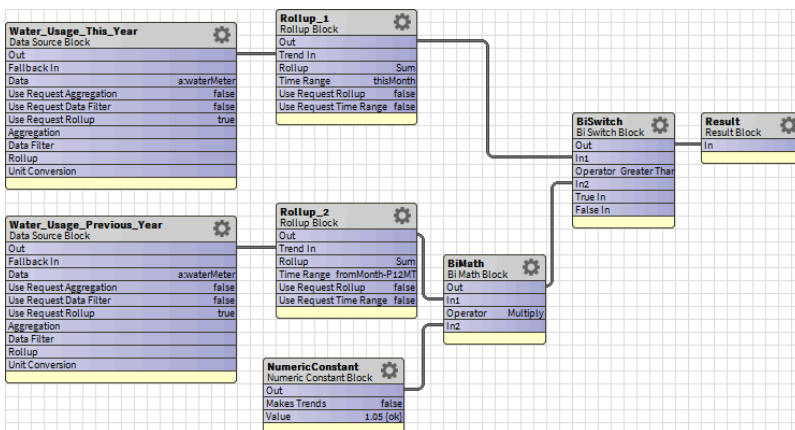 Water_Usage_This_Year
Data Source Block
Out
Fallback In
Data a:waterMeter
Use Request Aggregation false
Use Request Data Filter false
Use Request Rollup true
Aggregation
Data Filter
Rollup
Unit Conversion
Rollup_1
Rollup Block
Out
Trend In
Rollup Sum
Time Range thisMonth
Use Request Rollup false
Use Request Time Range false
BiSwitch
Bi Switch Block
Out
In1
Operator Greater Than
In2
True In
False In
Result
Result Block
In
Water_Usage_Previous_Year
Data Source Block
Out
Fallback In
Data a:waterMeter
Use Request Aggregation false
Use Request Data Filter false
Use Request Rollup true
Aggregation
Data Filter
Rollup
Unit Conversion
Rollup_2
Rollup Block
Out
Trend In
Rollup Sum
Time Range fromMonth-P12MT
Use Request Rollup false
Use Request Time Range false
BiMath
Bi Math Block
Out
In1
Operator Multiply
In2
NumericConstant
Numeric Constant Block
Out
Makes Trends false
Value 1.05 {ok}